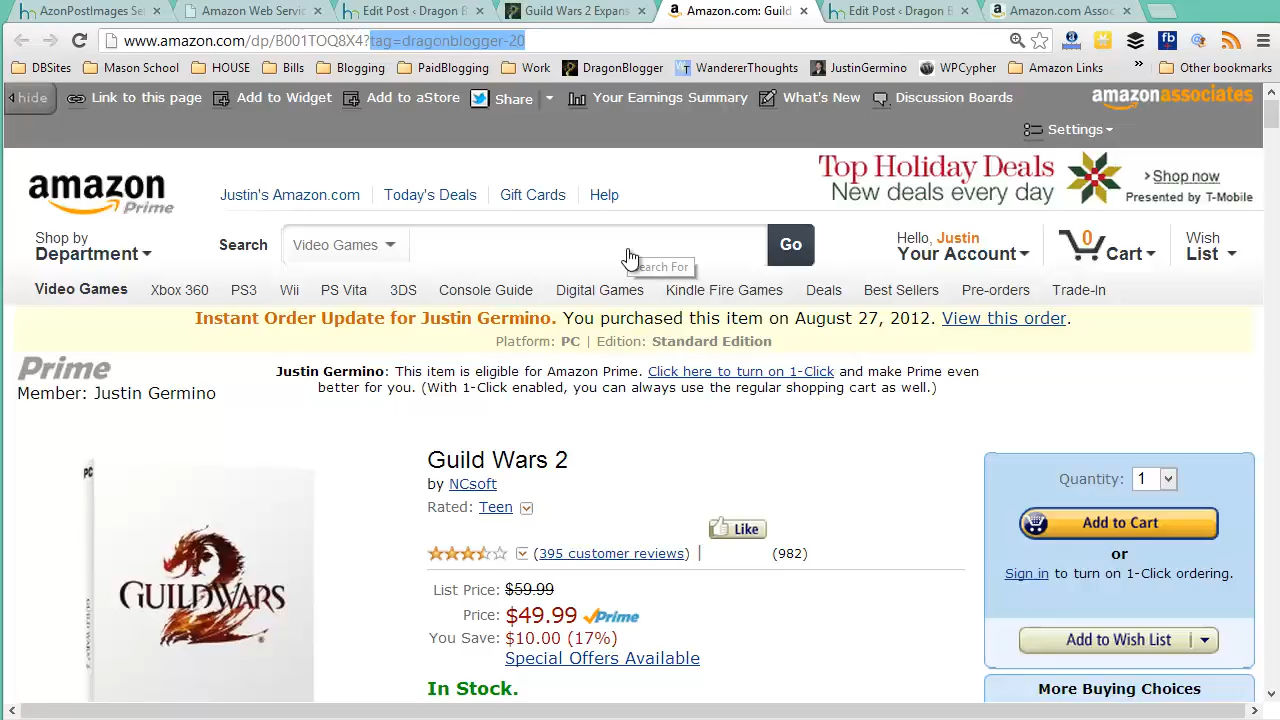 AzonPostImages Se
Amazon Web Servic
Edit Post ‹ Dragon B
Guild Wars 2 Expans
Amazon.com: Guild
Edit Post ‹ Dragon B
Amazon.com Assoc
www.amazon.com/dp/B001TOQ8X4?tag=dragonblogger-20
DBSites Mason School HOUSE Bills Blogging PaidBlogging Work DragonBlogger WandererThoughts JustinGermino WPCypher Amazon Links » Other bookmarks
hide Link to this page Add to Widget Add to aStore Share Your Earnings Summary What's New Discussion Boards amazonassociates
Settings
amazon Prime
Justin's Amazon.com Today's Deals Gift Cards Help
Top Holiday Deals
New deals every day
Shop now
Presented by T-Mobile
Shop by
Department
Search Video Games Go
Search For
Hello, Justin
Your Account
0 Cart
Wish
List
Video Games Xbox 360 PS3 Wii PS Vita 3DS Console Guide Digital Games Kindle Fire Games Deals Best Sellers Pre-orders Trade-In
Instant Order Update for Justin Germino. You purchased this item on August 27, 2012. View this order.
Platform: PC | Edition: Standard Edition
Prime
Member: Justin Germino
Justin Germino: This item is eligible for Amazon Prime. Click here to turn on 1-Click and make Prime even
better for you. (With 1-Click enabled, you can always use the regular shopping cart as well.)
PC
GUILD WARS 2
GUILD WARS 2
Guild Wars 2
by NCsoft
Rated: Teen
Like
(395 customer reviews) | (982)
List Price: $59.99
Price: $49.99 Prime
You Save: $10.00 (17%)
Special Offers Available
In Stock.
Quantity: 1
Add to Cart
or
Sign in to turn on 1-Click ordering.
Add to Wish List
More Buying Choices